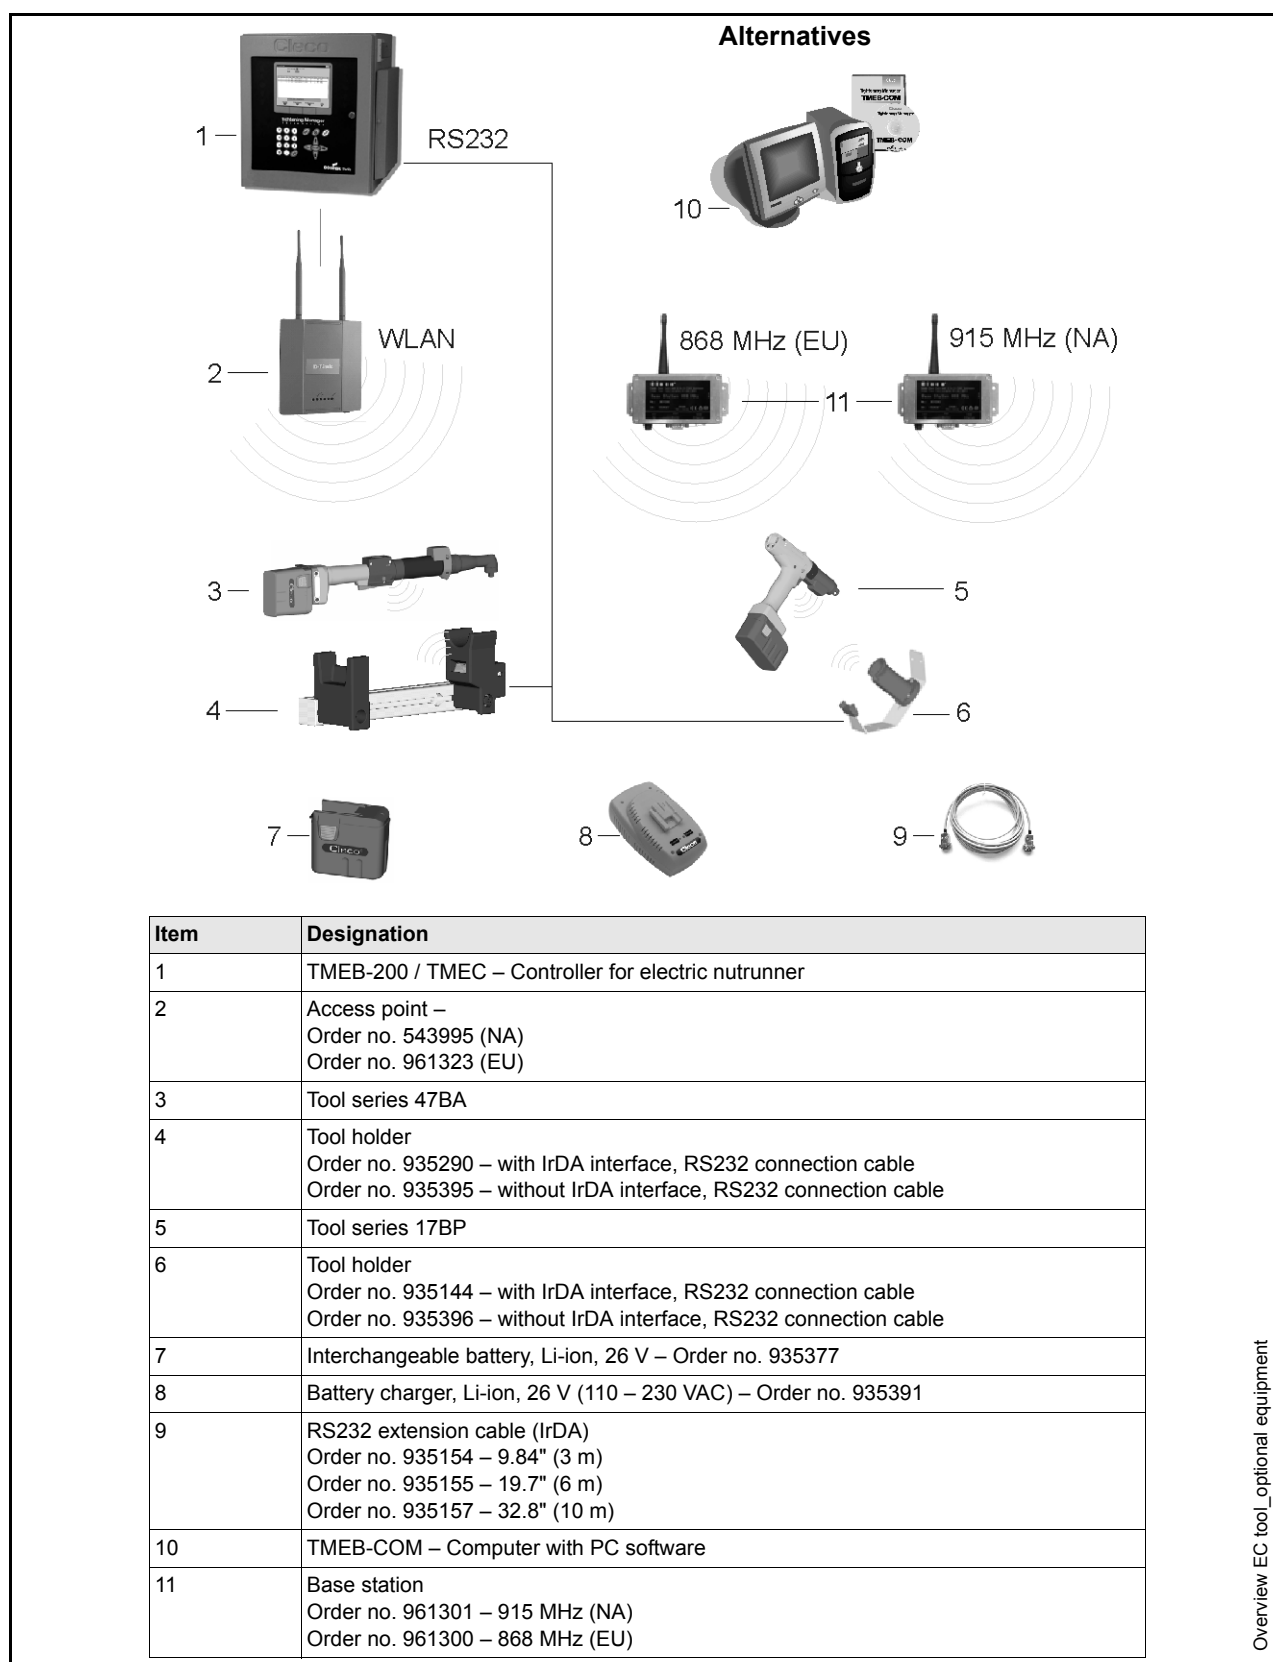 Alternatives
Cleco
TMEB-COM
TMEB-COM
1
RS232
10
WLAN
868 MHz (EU)
915 MHz (NA)
2
D-Link
11
3
5
4
6
7
Cleco
8
Cleco
9
Item Designation
1 TMEB-200 / TMEC – Controller for electric nutrunner
2 Access point –
Order no. 543995 (NA)
Order no. 961323 (EU)
3 Tool series 47BA
4 Tool holder
Order no. 935290 – with IrDA interface, RS232 connection cable
Order no. 935395 – without IrDA interface, RS232 connection cable
5 Tool series 17BP
6 Tool holder
Order no. 935144 – with IrDA interface, RS232 connection cable
Order no. 935396 – without IrDA interface, RS232 connection cable
7 Interchangeable battery, Li-ion, 26 V – Order no. 935377
8 Battery charger, Li-ion, 26 V (110 – 230 VAC) – Order no. 935391
9 RS232 extension cable (IrDA)
Order no. 935154 – 9.84" (3 m)
Order no. 935155 – 19.7" (6 m)
Order no. 935157 – 32.8" (10 m)
10 TMEB-COM – Computer with PC software
11 Base station
Order no. 961301 – 915 MHz (NA)
Order no. 961300 – 868 MHz (EU)
Overview EC tool_optional equipment